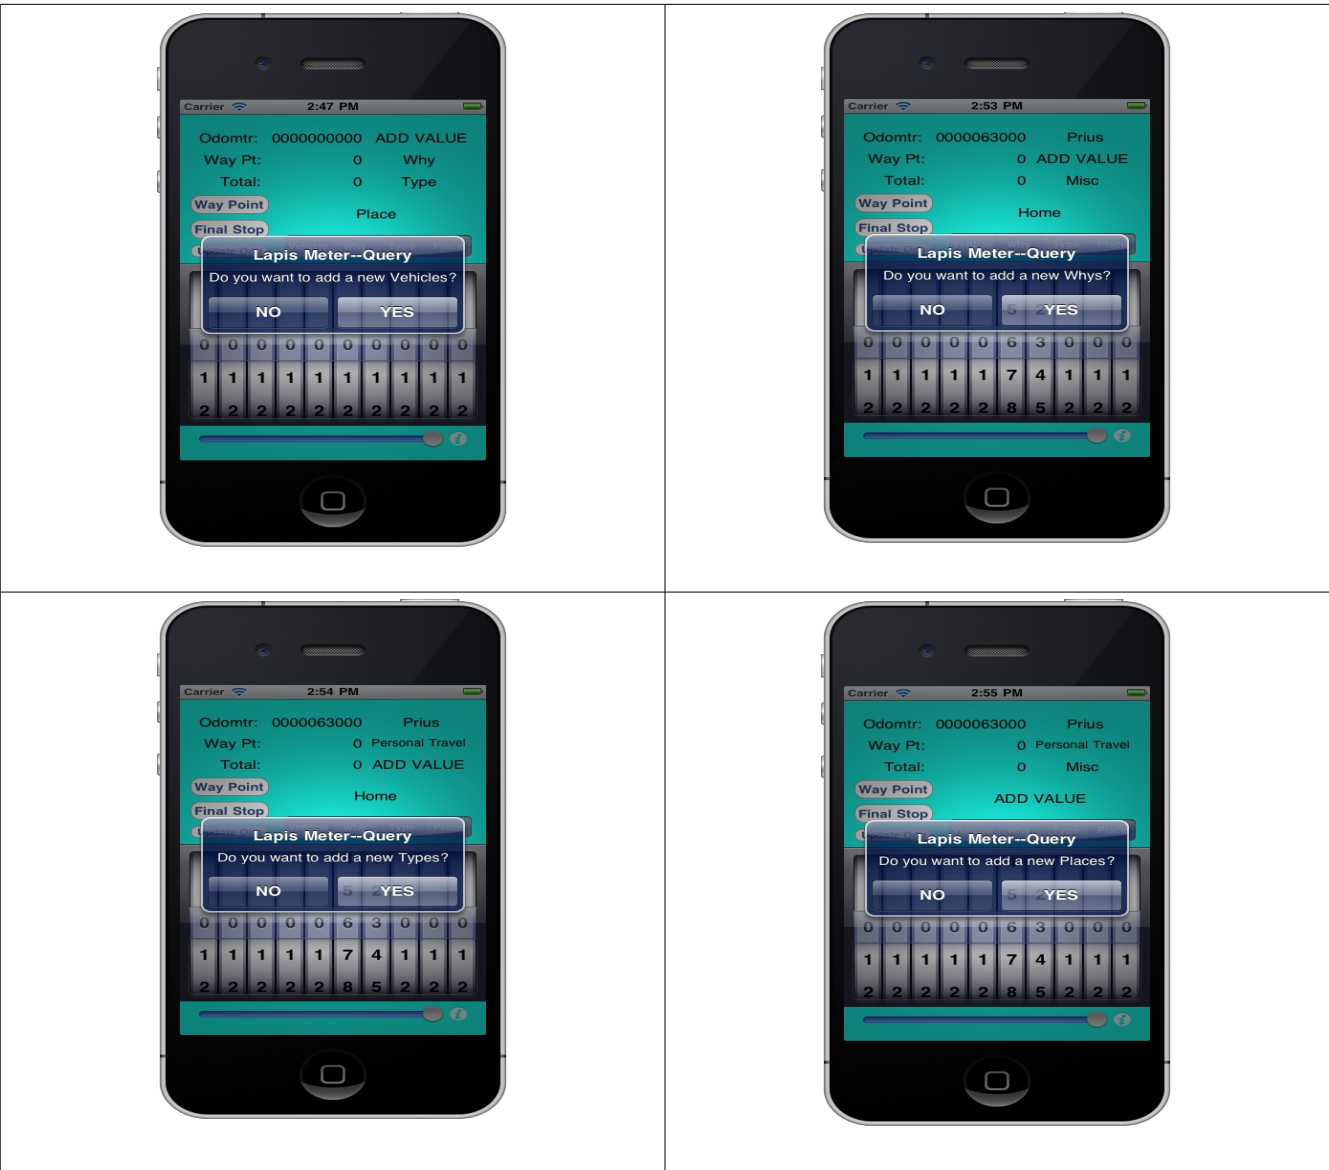 Carrier 2:47 PM
Odomtr: 0000000000 ADD VALUE
Way Pt: 0 Why
Total: 0 Type
Way Point
Place
Final Stop
Lapis Meter--Query
Do you want to add a new Vehicles?
NO YES
0 0 0 0 0 0 0 0 0 0
1 1 1 1 1 1 1 1 1 1
2 2 2 2 2 2 2 2 2 2
Carrier 2:53 PM
Odomtr: 0000063000 Prius
Way Pt: 0 ADD VALUE
Total: 0 Misc
Way Point
Home
Final Stop
Lapis Meter--Query
Do you want to add a new Whys?
NO YES
0 0 0 0 0 6 3 0 0 0
1 1 1 1 1 7 4 1 1 1
2 2 2 2 2 8 5 2 2 2
Carrier 2:54 PM
Odomtr: 0000063000 Prius
Way Pt: 0 Personal Travel
Total: 0 ADD VALUE
Way Point
Home
Final Stop
Lapis Meter--Query
Do you want to add a new Types?
NO YES
0 0 0 0 0 6 3 0 0 0
1 1 1 1 1 7 4 1 1 1
2 2 2 2 2 8 5 2 2 2
Carrier 2:55 PM
Odomtr: 0000063000 Prius
Way Pt: 0 Personal Travel
Total: 0 Misc
Way Point
ADD VALUE
Final Stop
Lapis Meter--Query
Do you want to add a new Places?
NO YES
0 0 0 0 0 6 3 0 0 0
1 1 1 1 1 7 4 1 1 1
2 2 2 2 2 8 5 2 2 2